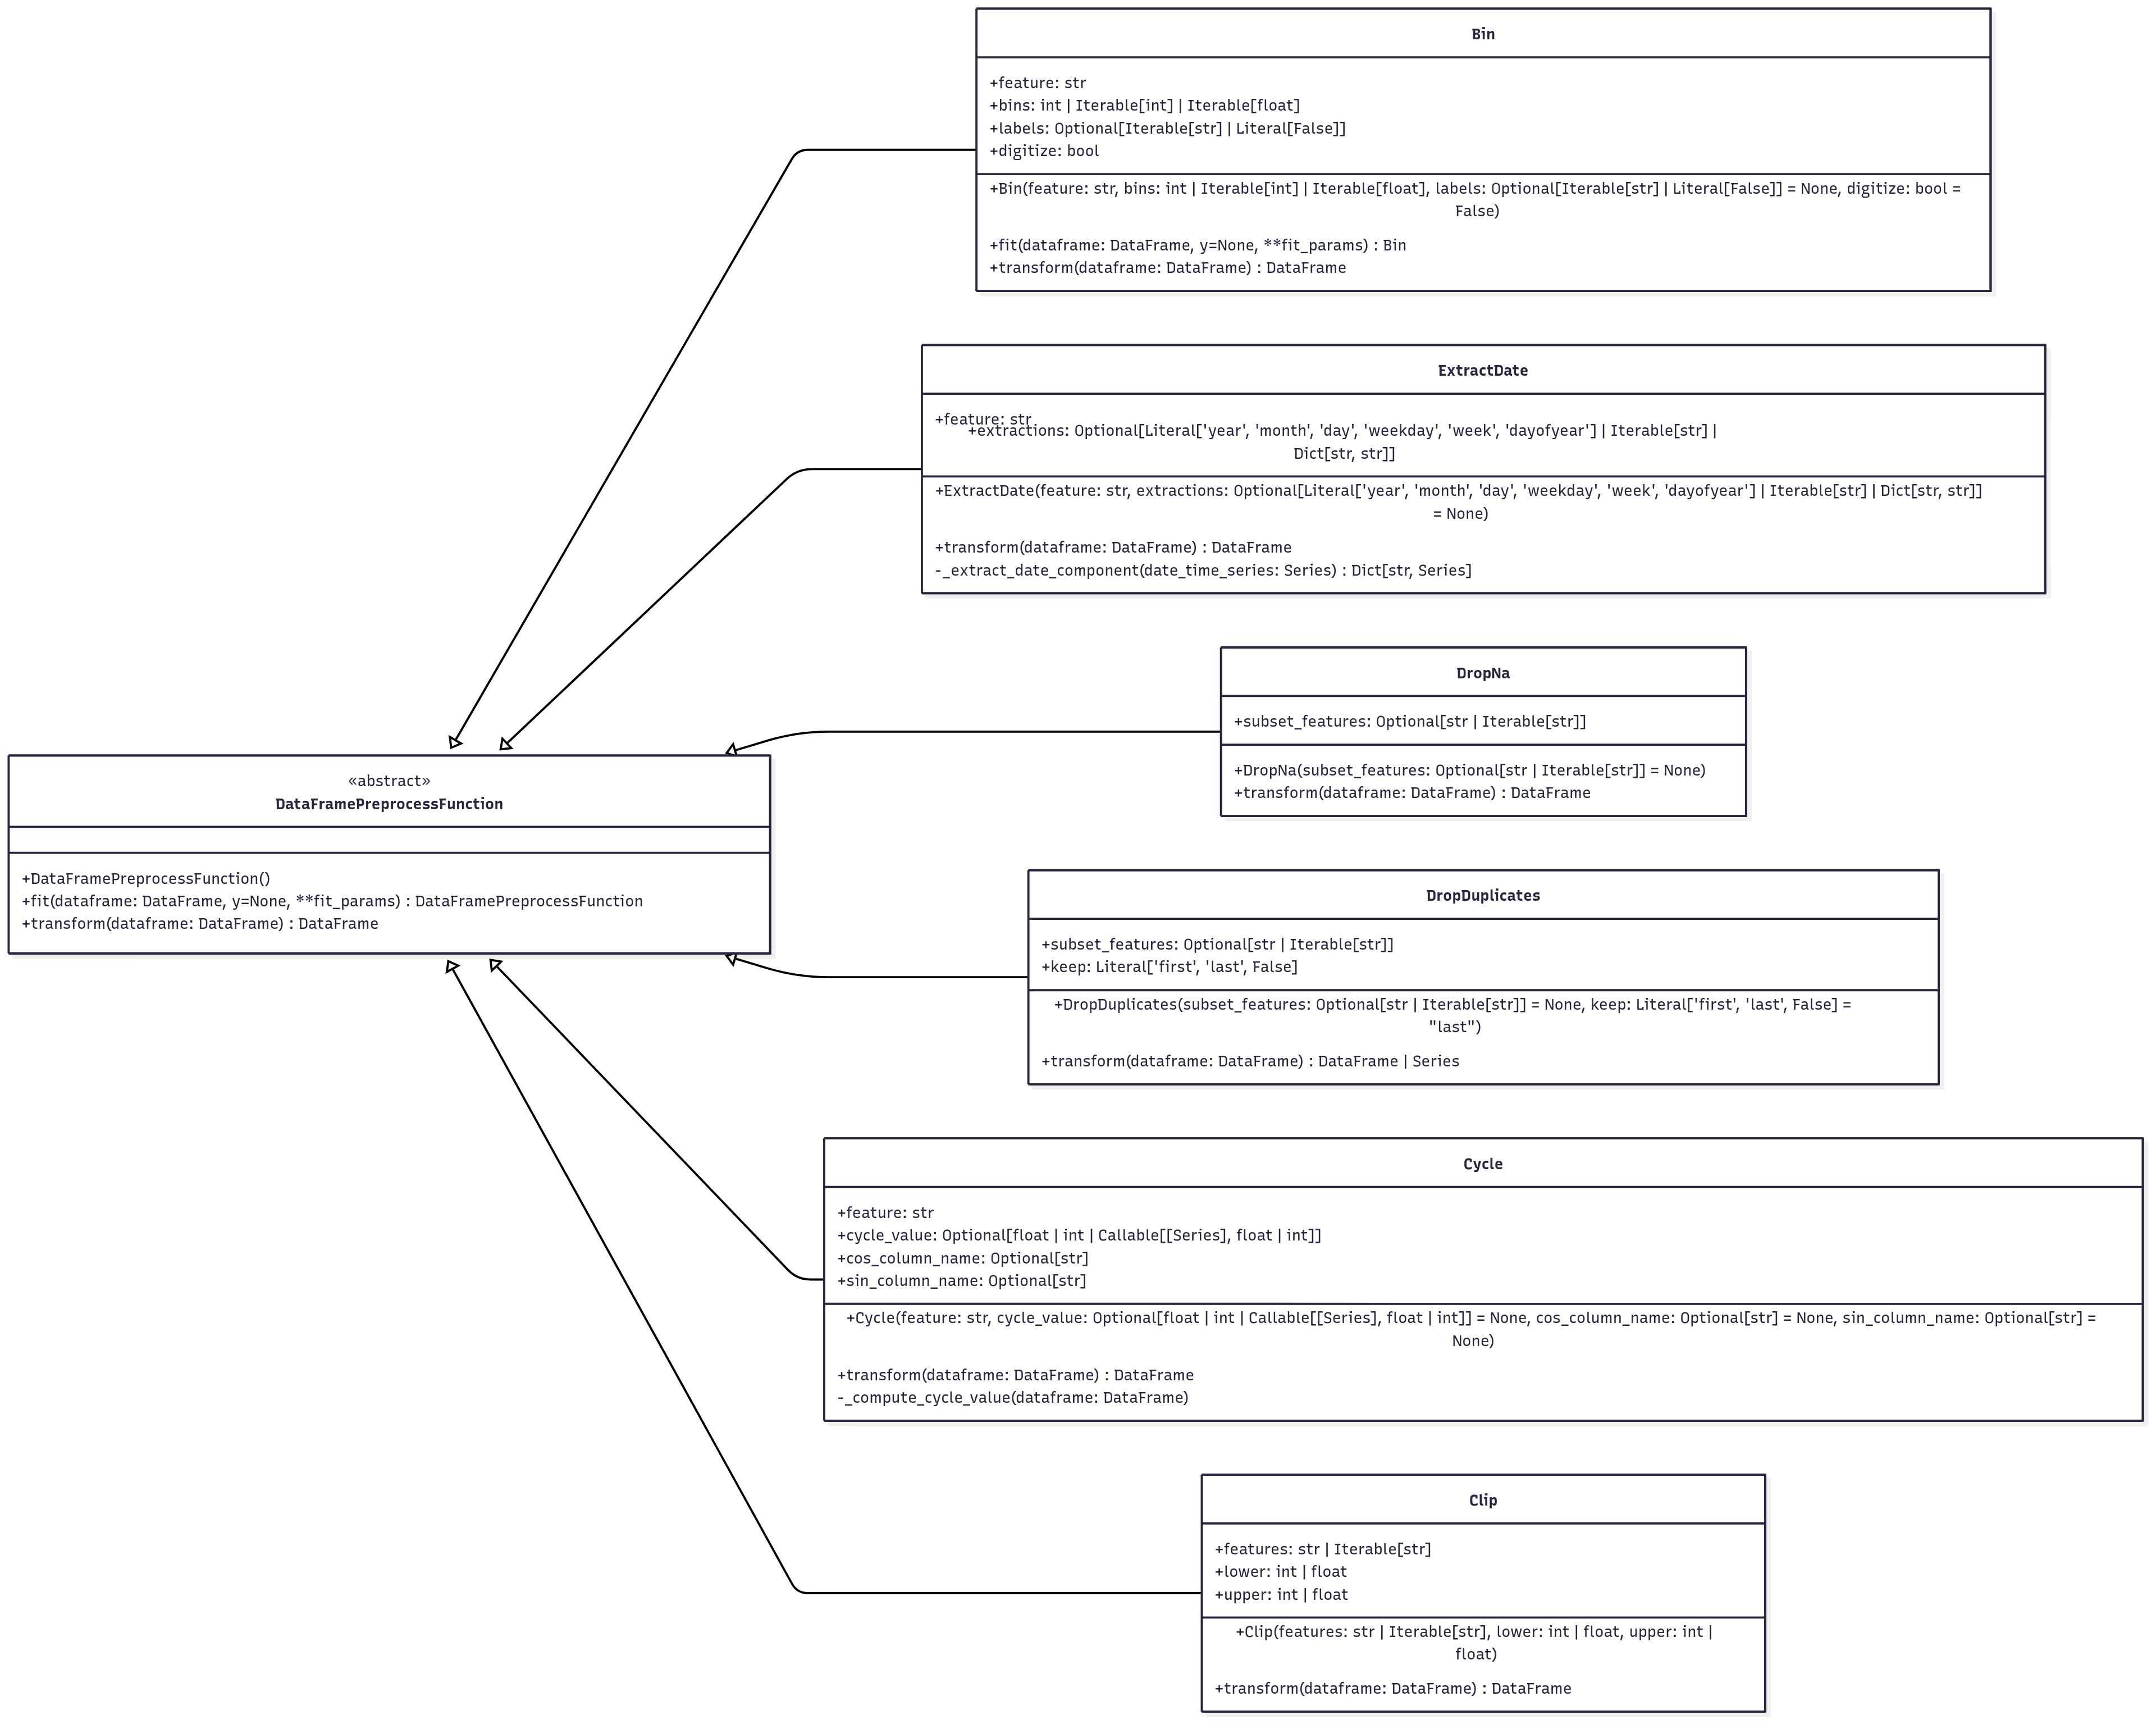 Bin
+feature: str
+bins: int | Iterable[int] | Iterable[float]
+labels: Optional[Iterable[str] | Literal[False]]
+digitize: bool
+Bin(feature: str, bins: int | Iterable[int] | Iterable[float], labels: Optional[Iterable[str] | Literal[False]] = None, digitize: bool =
False)
+fit(dataframe: DataFrame, y=None, **fit_params) : Bin
+transform(dataframe: DataFrame) : DataFrame
ExtractDate
+feature: str
+extractions: Optional[Literal['year', 'month', 'day', 'weekday', 'week', 'dayofyear'] | Iterable[str] |
Dict[str, str]]
+ExtractDate(feature: str, extractions: Optional[Literal['year', 'month', 'day', 'weekday', 'week', 'dayofyear'] | Iterable[str] | Dict[str, str]]
= None)
+transform(dataframe: DataFrame) : DataFrame
-_extract_date_component(date_time_series: Series) : Dict[str, Series]
DropNa
+subset_features: Optional[str | Iterable[str]]
+DropNa(subset_features: Optional[str | Iterable[str]] = None)
+transform(dataframe: DataFrame) : DataFrame
«abstract»
DataFramePreprocessFunction
+DataFramePreprocessFunction()
+fit(dataframe: DataFrame, y=None, **fit_params) : DataFramePreprocessFunction
+transform(dataframe: DataFrame) : DataFrame
DropDuplicates
+subset_features: Optional[str | Iterable[str]]
+keep: Literal['first', 'last', False]
+DropDuplicates(subset_features: Optional[str | Iterable[str]] = None, keep: Literal['first', 'last', False] =
"last")
+transform(dataframe: DataFrame) : DataFrame | Series
Cycle
+feature: str
+cycle_value: Optional[float | int | Callable[[Series], float | int]]
+cos_column_name: Optional[str]
+sin_column_name: Optional[str]
+Cycle(feature: str, cycle_value: Optional[float | int | Callable[[Series], float | int]] = None, cos_column_name: Optional[str] = None, sin_column_name: Optional[str] =
None)
+transform(dataframe: DataFrame) : DataFrame
-_compute_cycle_value(dataframe: DataFrame)
Clip
+features: str | Iterable[str]
+lower: int | float
+upper: int | float
+Clip(features: str | Iterable[str], lower: int | float, upper: int |
float)
+transform(dataframe: DataFrame) : DataFrame